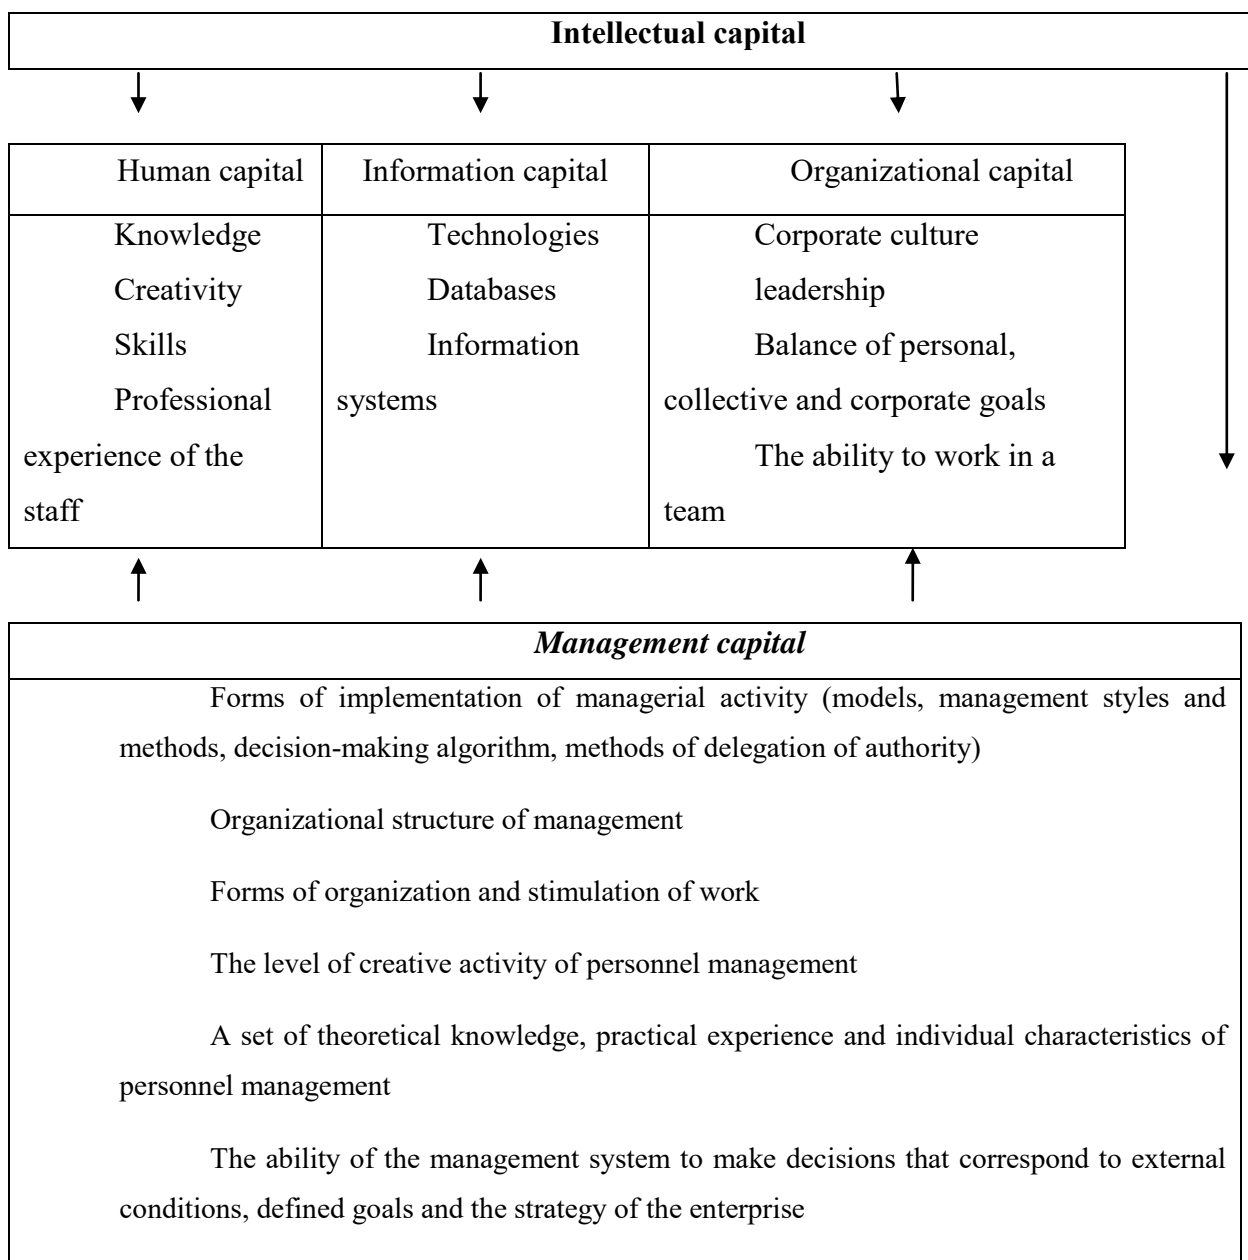 Intellectual capital
Human capital
Information capital
Organizational capital
Knowledge
Creativity
Skills
Professional
experience of the
staff
Technologies
Databases
Information
systems
Corporate culture
leadership
Balance of personal,
collective and corporate goals
The ability to work in a
team
Management capital
Forms of implementation of managerial activity (models, management styles and
methods, decision-making algorithm, methods of delegation of authority)
Organizational structure of management
Forms of organization and stimulation of work
The level of creative activity of personnel management
A set of theoretical knowledge, practical experience and individual characteristics of
personnel management
The ability of the management system to make decisions that correspond to external
conditions, defined goals and the strategy of the enterprise